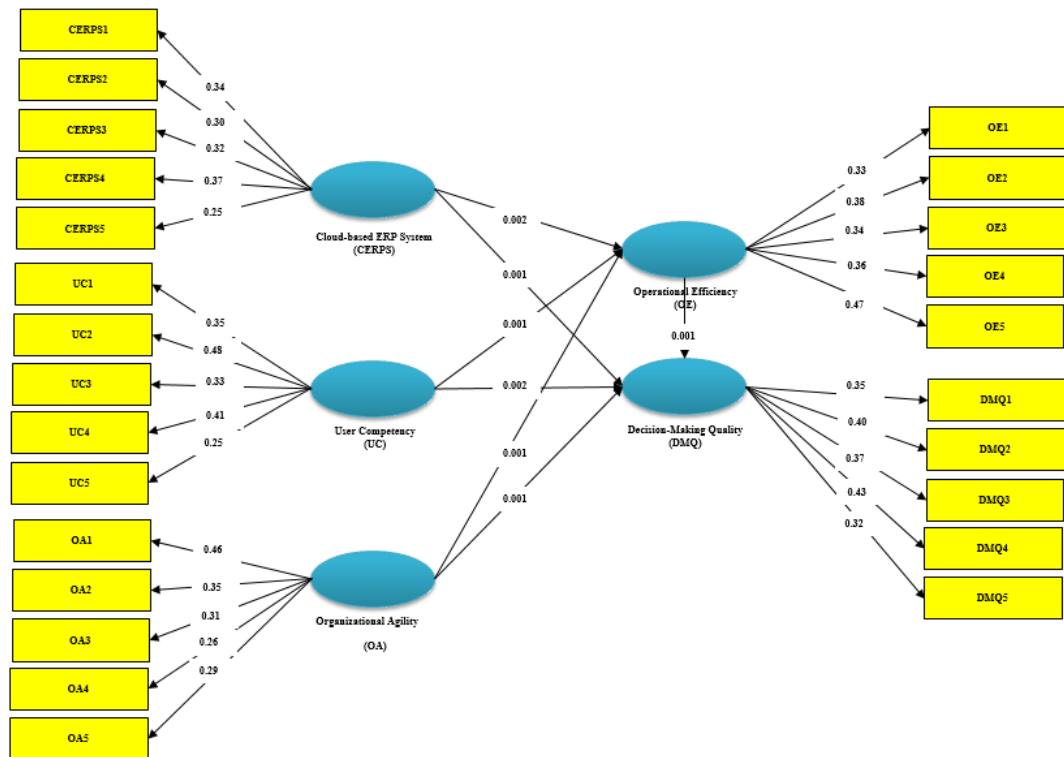 CERPS1
CERPS2
CERPS3
CERPS4
CERPS5
0.34
0.30
0.32
0.37
0.25
Cloud-based ERP System
(CERPS)
UC1
UC2
UC3
UC4
UC5
0.35
0.48
0.33
0.41
0.25
User Competency
(UC)
OA1
OA2
OA3
OA4
OA5
0.46
0.35
0.31
0.26
0.29
Organizational Agility
(OA)
0.002
0.001
0.001
0.002
0.001
0.001
Operational Efficiency
(OE)
0.001
Decision-Making Quality
(DMQ)
0.33
0.38
0.34
0.36
0.47
OE1
OE2
OE3
OE4
OE5
0.35
0.40
0.37
0.43
0.32
DMQ1
DMQ2
DMQ3
DMQ4
DMQ5